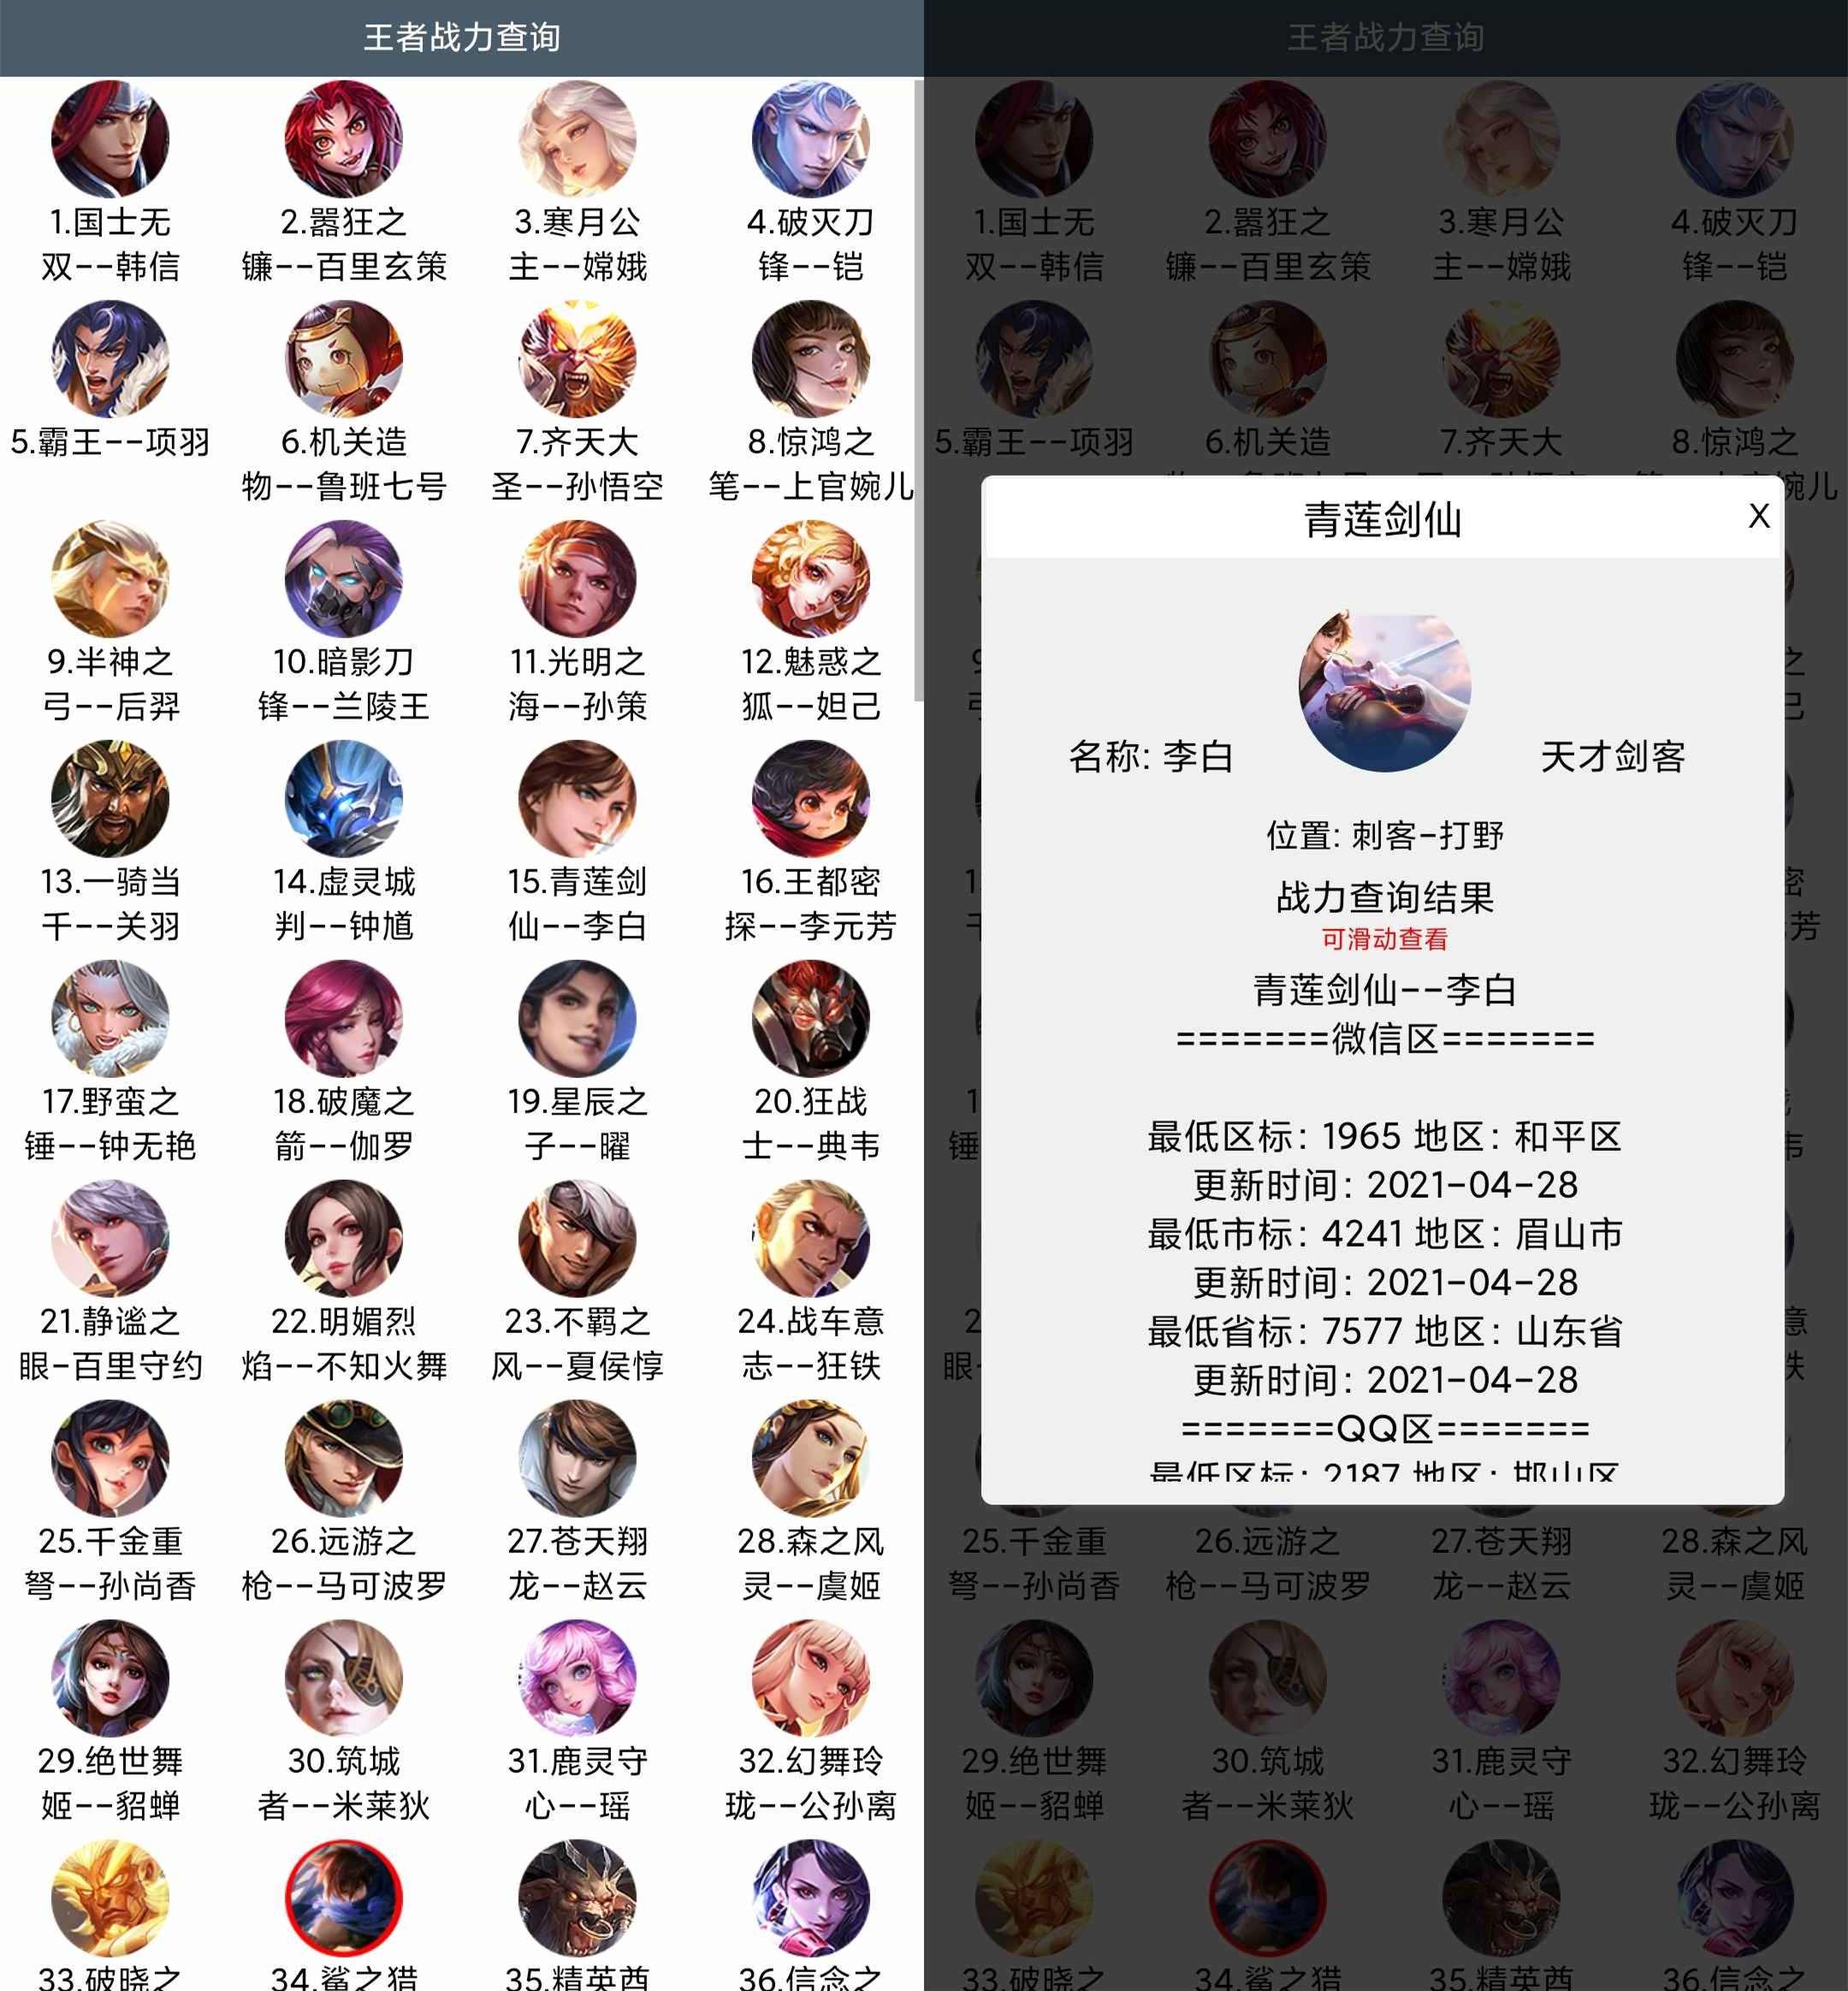 王者战力查询
1.国士无
双--韩信
2.嚣狂之
镰--百里玄策
3.寒月公
主--嫦娥
4.破灭刀
锋--铠
5.霸王--项羽
6.机关造
物--鲁班七号
7.齐天大
圣--孙悟空
8.惊鸿之
笔--上官婉儿
9.半神之
弓--后羿
10.暗影刀
锋--兰陵王
11.光明之
海--孙策
12.魅惑之
狐--妲己
13.一骑当
千--关羽
14.虚灵城
判--钟馗
15.青莲剑
仙--李白
16.王都密
探--李元芳
17.野蛮之
锤--钟无艳
18.破魔之
箭--伽罗
19.星辰之
子--曜
20.狂战
士--典韦
21.静谧之
眼-百里守约
22.明媚烈
焰--不知火舞
23.不羁之
风--夏侯惇
24.战车意
志--狂铁
25.千金重
弩--孙尚香
26.远游之
枪--马可波罗
27.苍天翔
龙--赵云
28.森之风
灵--虞姬
29.绝世舞
姬--貂蝉
30.筑城
者--米莱狄
31.鹿灵守
心--瑶
32.幻舞玲
珑--公孙离
33.破晓之
34.鲨之猎
35.精英酋
36.信念之
王者战力查询
1.国士无
双--韩信
2.嚣狂之
镰--百里玄策
3.寒月公
主--嫦娥
4.破灭刀
锋--铠
5.霸王--项羽
6.机关造
7.齐天大
8.惊鸿之
婉儿
青莲剑仙
X
名称: 李白
天才剑客
位置: 刺客-打野
战力查询结果
可滑动查看
青莲剑仙--李白
=======微信区=======
最低区标: 1965 地区: 和平区
更新时间: 2021-04-28
最低市标: 4241 地区: 眉山市
更新时间: 2021-04-28
最低省标: 7577 地区: 山东省
更新时间: 2021-04-28
=======QQ区=======
最低区标: 2187 地区: 邯山区
25.千金重
弩--孙尚香
26.远游之
枪--马可波罗
27.苍天翔
龙--赵云
28.森之风
灵--虞姬
29.绝世舞
姬--貂蝉
30.筑城
者--米莱狄
31.鹿灵守
心--瑶
32.幻舞玲
珑--公孙离
33.破晓之
34.鲨之猎
35.精英酋
36.信念之